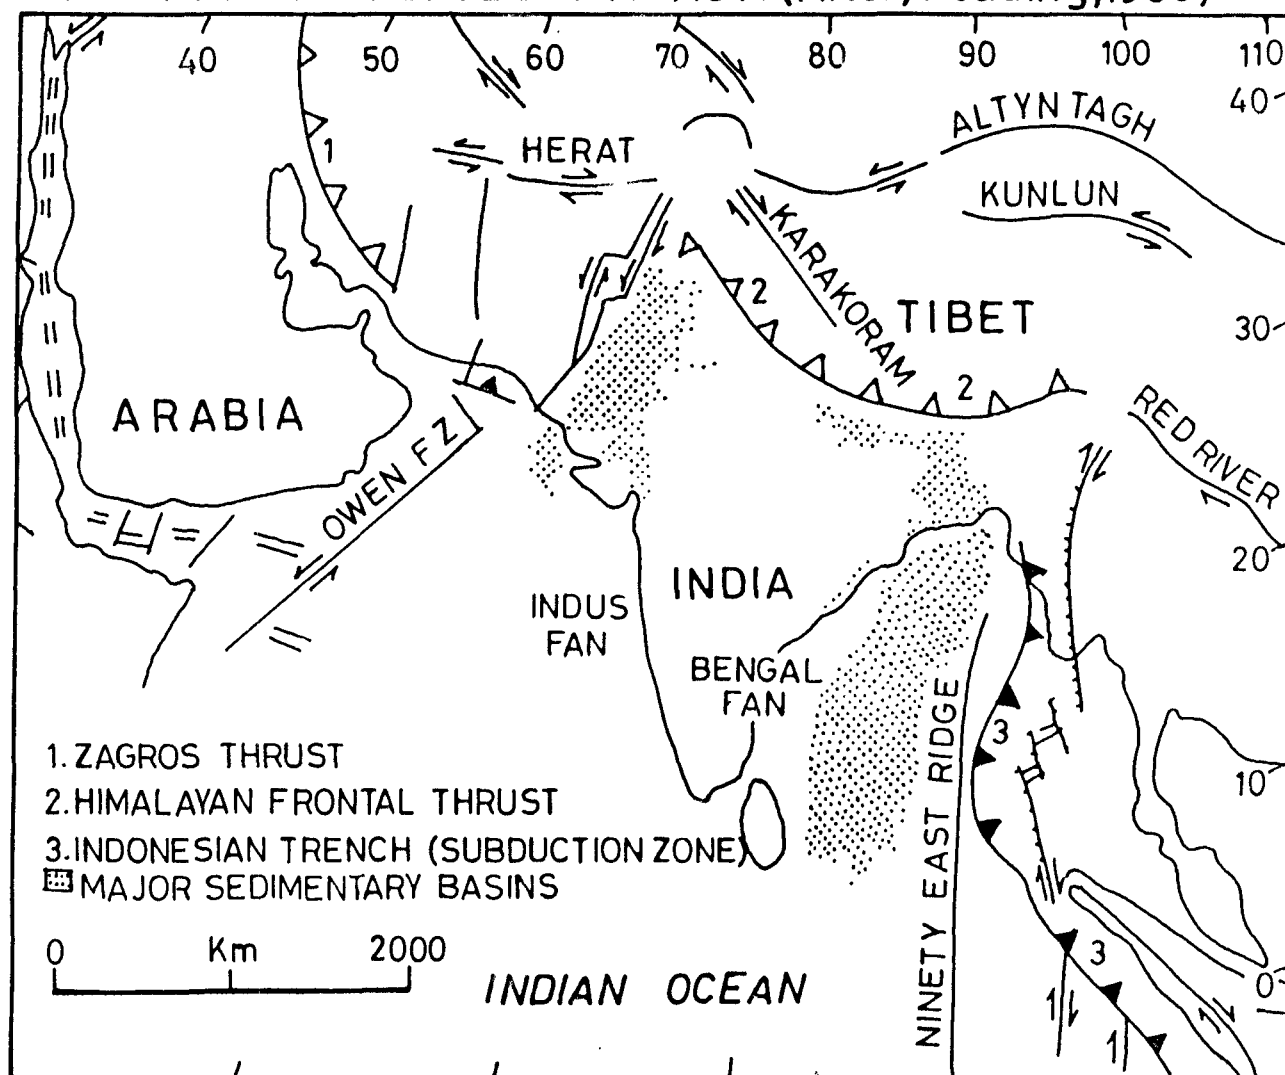 40 50 60 70 80 90 100 110
40
ALTYN TAGH
HERAT
1
KUNLUN
KARAKORAM
2
TIBET
30
2
ARABIA
RED RIVER
OWEN F Z
20
INDIA
INDUS
FAN
BENGAL
FAN
NINETY EAST RIDGE
3
1. ZAGROS THRUST
10
2. HIMALAYAN FRONTAL THRUST
3. INDONESIAN TRENCH (SUBDUCTION ZONE)
MAJOR SEDIMENTARY BASINS
0 Km 2000
3
0
INDIAN OCEAN